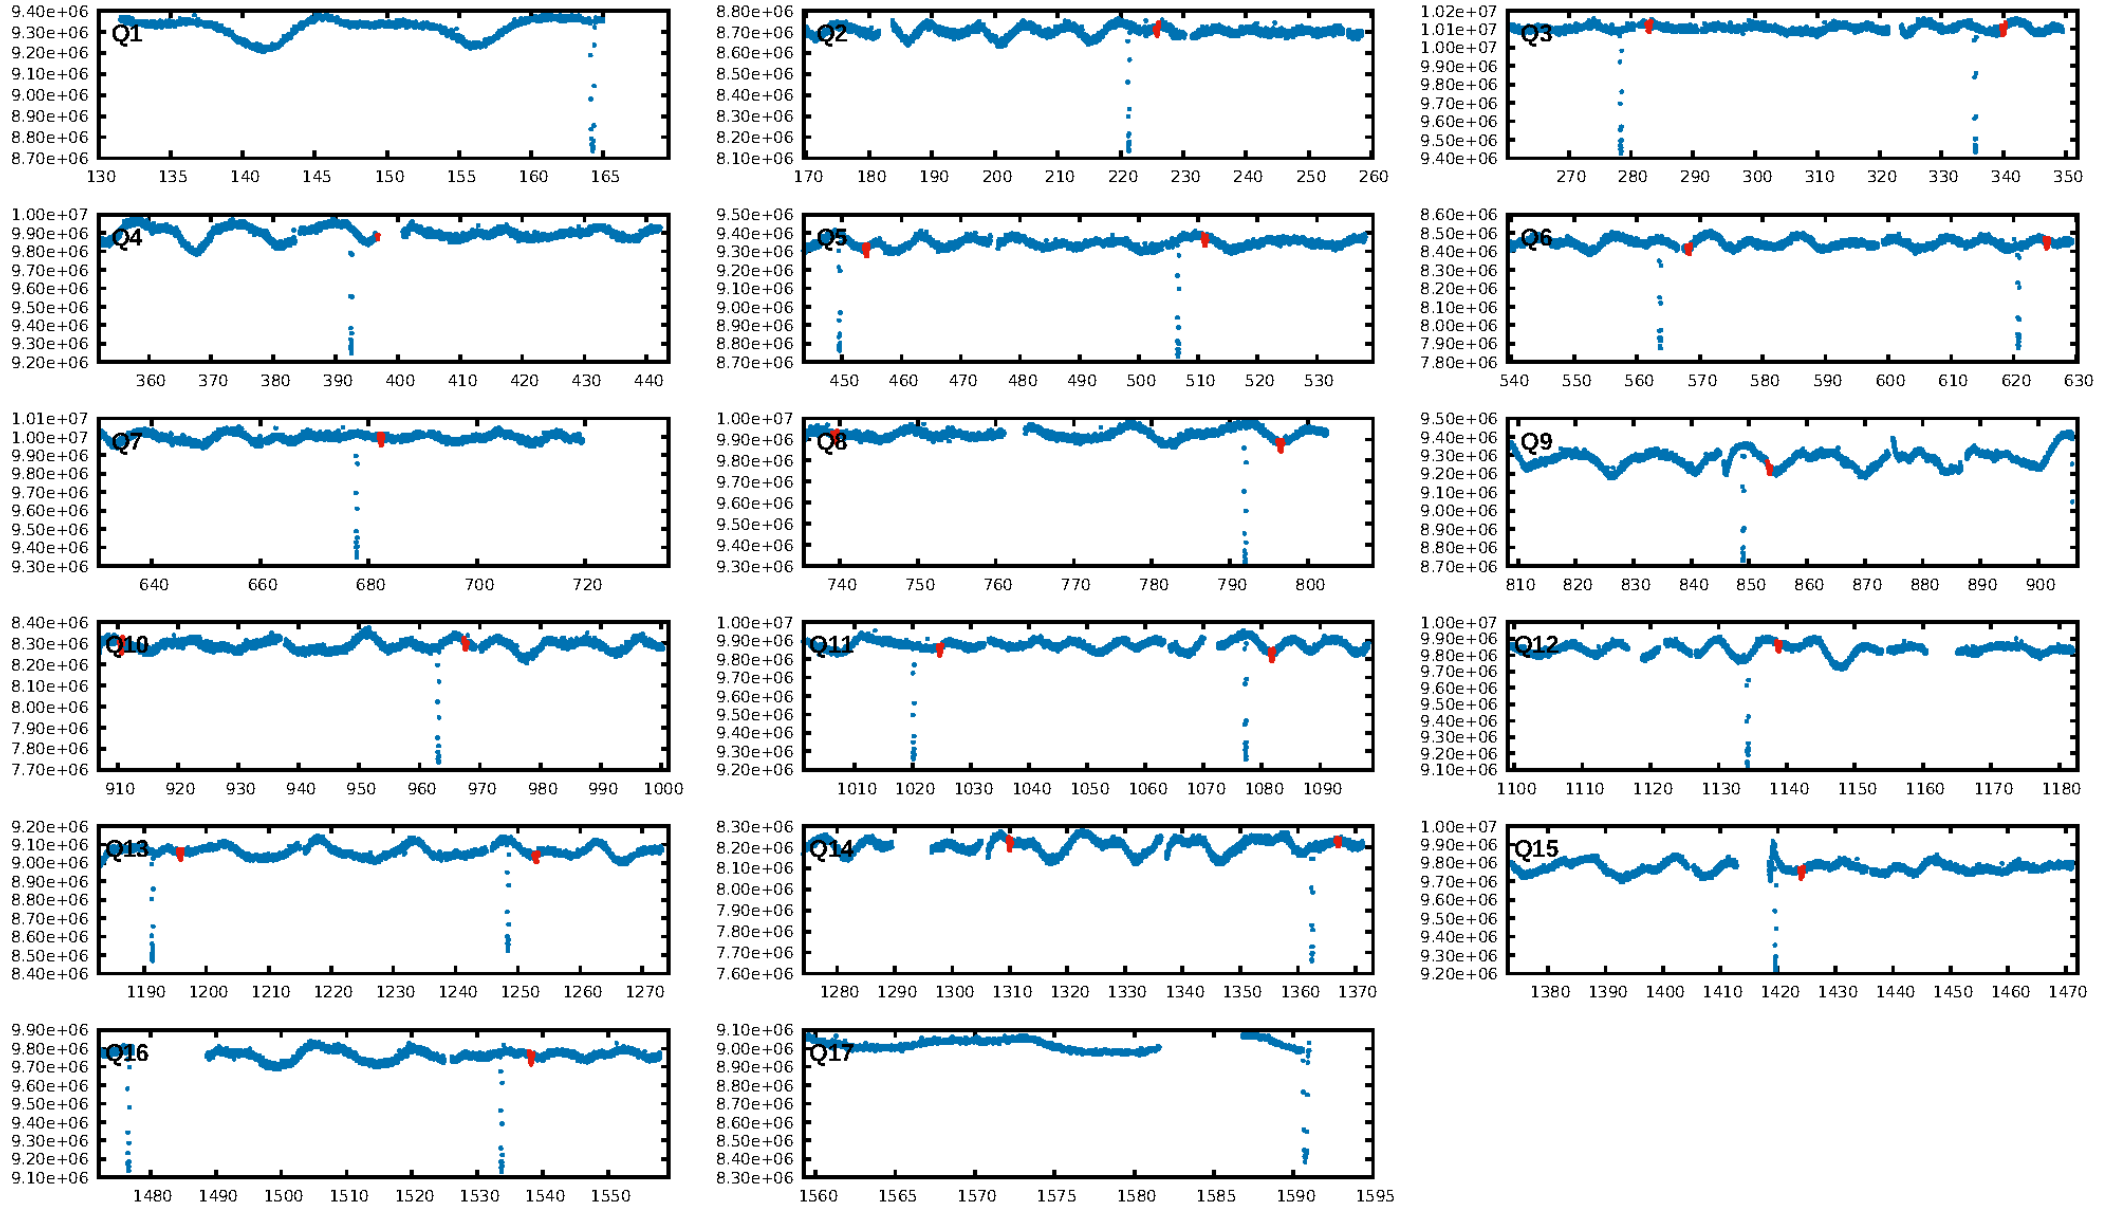 9.40e+06
9.30e+06
9.20e+06
9.10e+06
9.00e+06
8.90e+06
8.80e+06
8.70e+06
Q1
130 135 140 145 150 155 160 165
8.80e+06
8.70e+06
8.60e+06
8.50e+06
8.40e+06
8.30e+06
8.20e+06
8.10e+06
Q2
170 180 190 200 210 220 230 240 250 260
1.02e+07
1.01e+07
1.00e+07
9.90e+06
9.80e+06
9.70e+06
9.60e+06
9.50e+06
9.40e+06
Q3
270 280 290 300 310 320 330 340 350
1.00e+07
9.90e+06
9.80e+06
9.70e+06
9.60e+06
9.50e+06
9.40e+06
9.30e+06
9.20e+06
Q4
360 370 380 390 400 410 420 430 440
9.50e+06
9.40e+06
9.30e+06
9.20e+06
9.10e+06
9.00e+06
8.90e+06
8.80e+06
8.70e+06
Q5
450 460 470 480 490 500 510 520 530
8.60e+06
8.50e+06
8.40e+06
8.30e+06
8.20e+06
8.10e+06
8.00e+06
7.90e+06
7.80e+06
Q6
540 550 560 570 580 590 600 610 620 630
1.01e+07
1.00e+07
9.90e+06
9.80e+06
9.70e+06
9.60e+06
9.50e+06
9.40e+06
9.30e+06
Q7
640 660 680 700 720
1.00e+07
9.90e+06
9.80e+06
9.70e+06
9.60e+06
9.50e+06
9.40e+06
9.30e+06
Q8
740 750 760 770 780 790 800
9.50e+06
9.40e+06
9.30e+06
9.20e+06
9.10e+06
9.00e+06
8.90e+06
8.80e+06
8.70e+06
Q9
810 820 830 840 850 860 870 880 890 900
8.40e+06
8.30e+06
8.20e+06
8.10e+06
8.00e+06
7.90e+06
7.80e+06
7.70e+06
Q10
910 920 930 940 950 960 970 980 990 1000
1.00e+07
9.90e+06
9.80e+06
9.70e+06
9.60e+06
9.50e+06
9.40e+06
9.30e+06
9.20e+06
Q11
1010 1020 1030 1040 1050 1060 1070 1080 1090
1.00e+07
9.90e+06
9.80e+06
9.70e+06
9.60e+06
9.50e+06
9.40e+06
9.30e+06
9.20e+06
9.10e+06
Q12
1100 1110 1120 1130 1140 1150 1160 1170 1180
9.20e+06
9.10e+06
9.00e+06
8.90e+06
8.80e+06
8.70e+06
8.60e+06
8.50e+06
8.40e+06
Q13
1190 1200 1210 1220 1230 1240 1250 1260 1270
8.30e+06
8.20e+06
8.10e+06
8.00e+06
7.90e+06
7.80e+06
7.70e+06
7.60e+06
Q14
1280 1290 1300 1310 1320 1330 1340 1350 1360 1370
1.00e+07
9.90e+06
9.80e+06
9.70e+06
9.60e+06
9.50e+06
9.40e+06
9.30e+06
9.20e+06
Q15
1380 1390 1400 1410 1420 1430 1440 1450 1460 1470
9.90e+06
9.80e+06
9.70e+06
9.60e+06
9.50e+06
9.40e+06
9.30e+06
9.20e+06
9.10e+06
Q16
1480 1490 1500 1510 1520 1530 1540 1550
9.10e+06
9.00e+06
8.90e+06
8.80e+06
8.70e+06
8.60e+06
8.50e+06
8.40e+06
8.30e+06
Q17
1560 1565 1570 1575 1580 1585 1590 1595